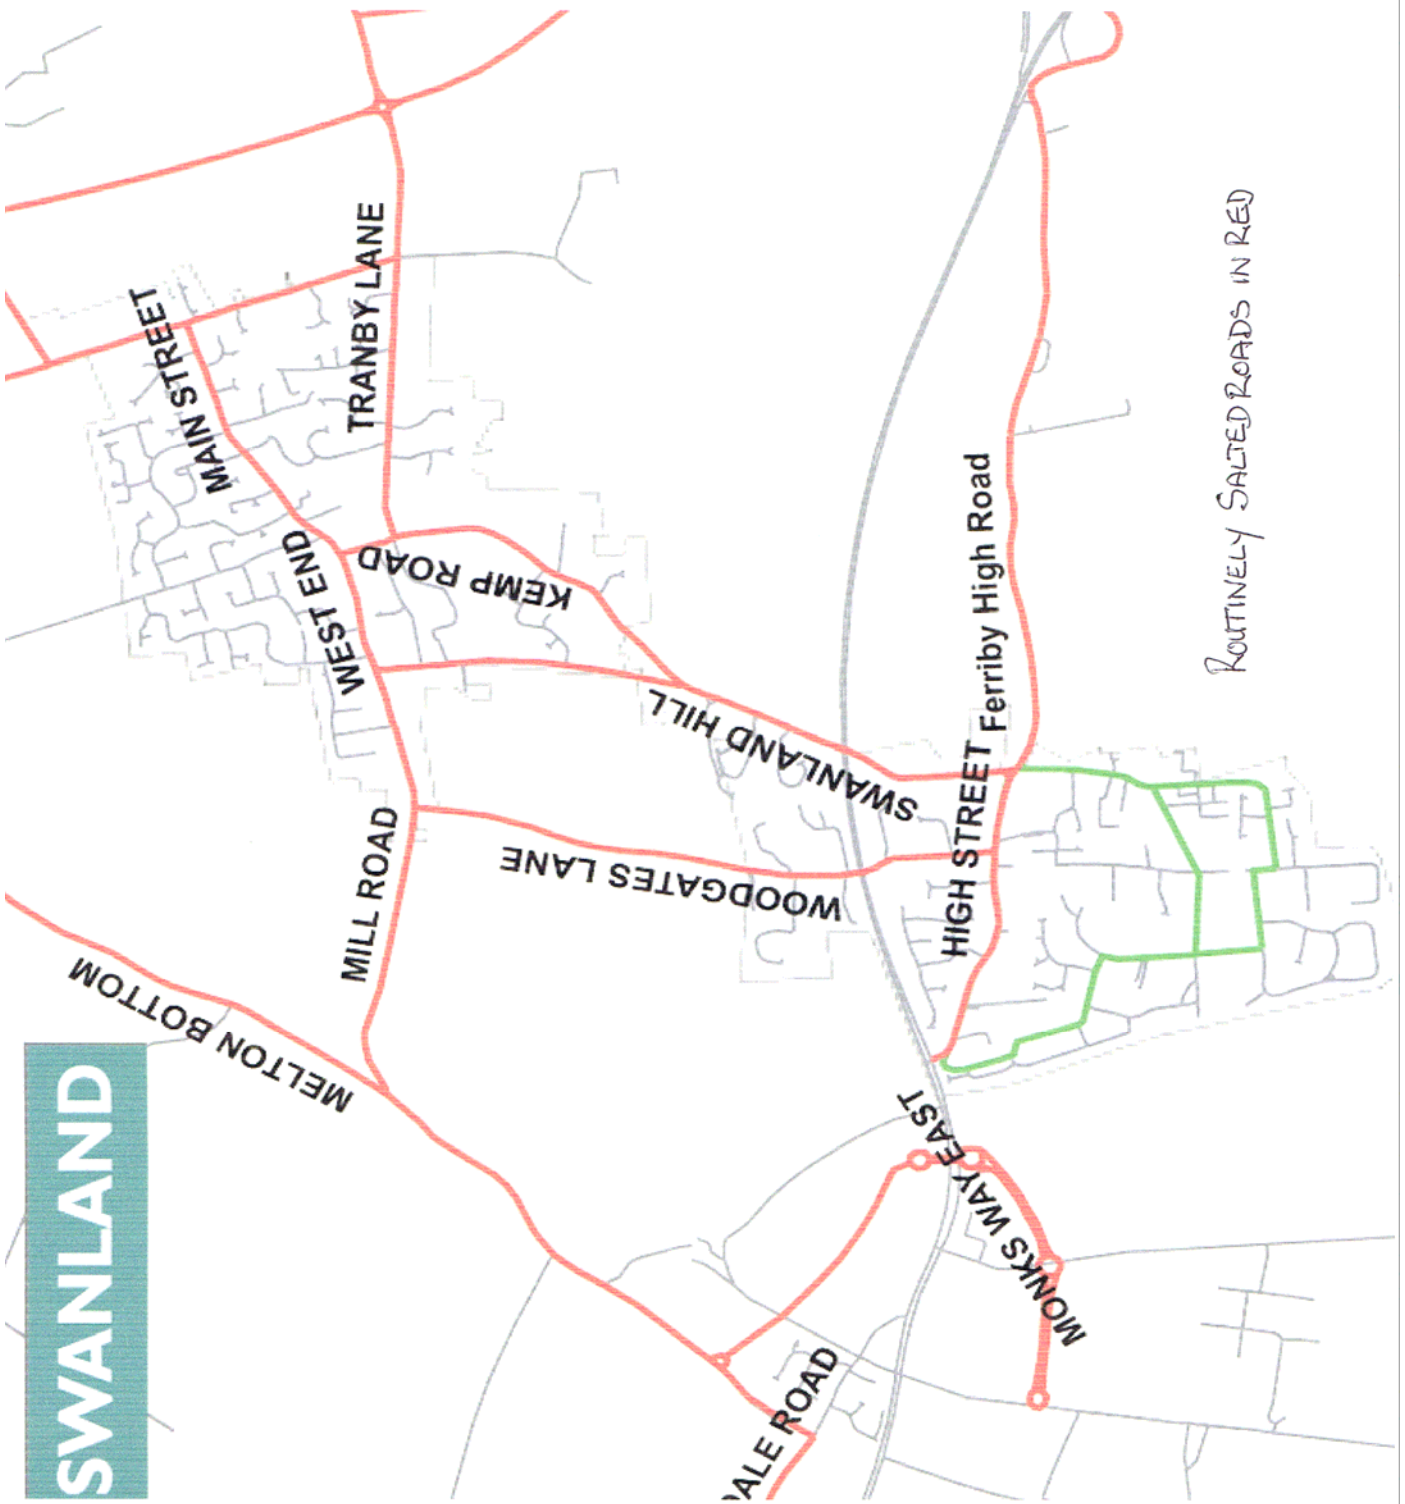 SWANLAND
MAIN STREET
TRANBY LANE
WEST END
KEMP ROAD
SWANLAND HILL
MILL ROAD
WOODGATES LANE
MELTON BOTTOM
HIGH STREET
Ferriby High Road
MONKS WAY EAST
DALE ROAD
ROUTINELY SALTED ROADS IN RED